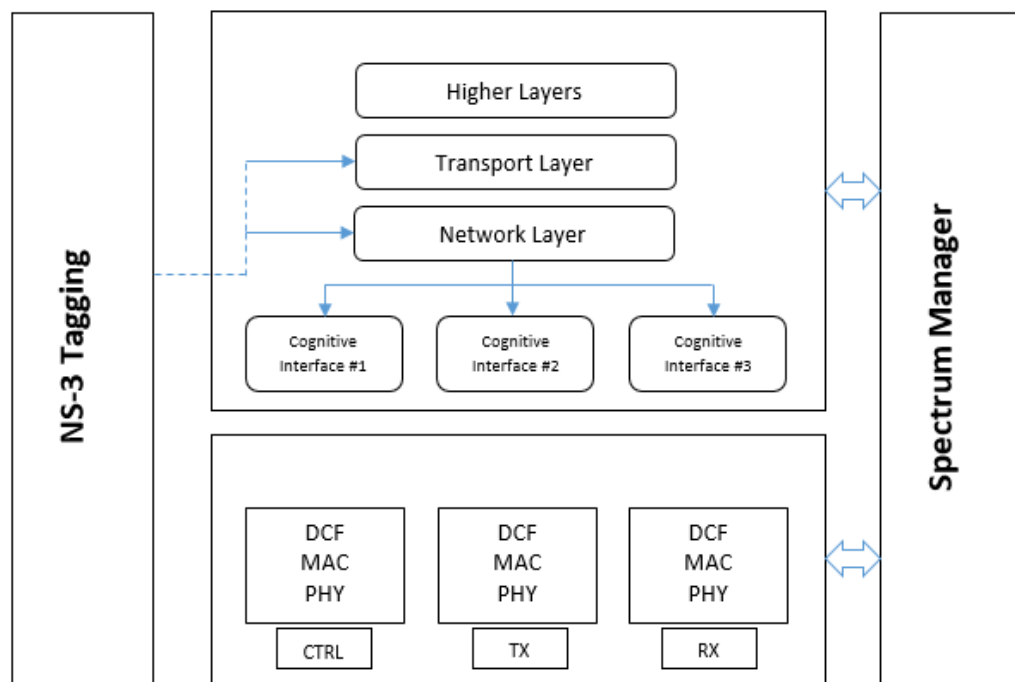 NS-3 Tagging
Higher Layers
Transport Layer
Network Layer
Cognitive
Interface #1
Cognitive
Interface #2
Cognitive
Interface #3
DCF
MAC
PHY
CTRL
DCF
MAC
PHY
TX
DCF
MAC
PHY
RX
Spectrum Manager